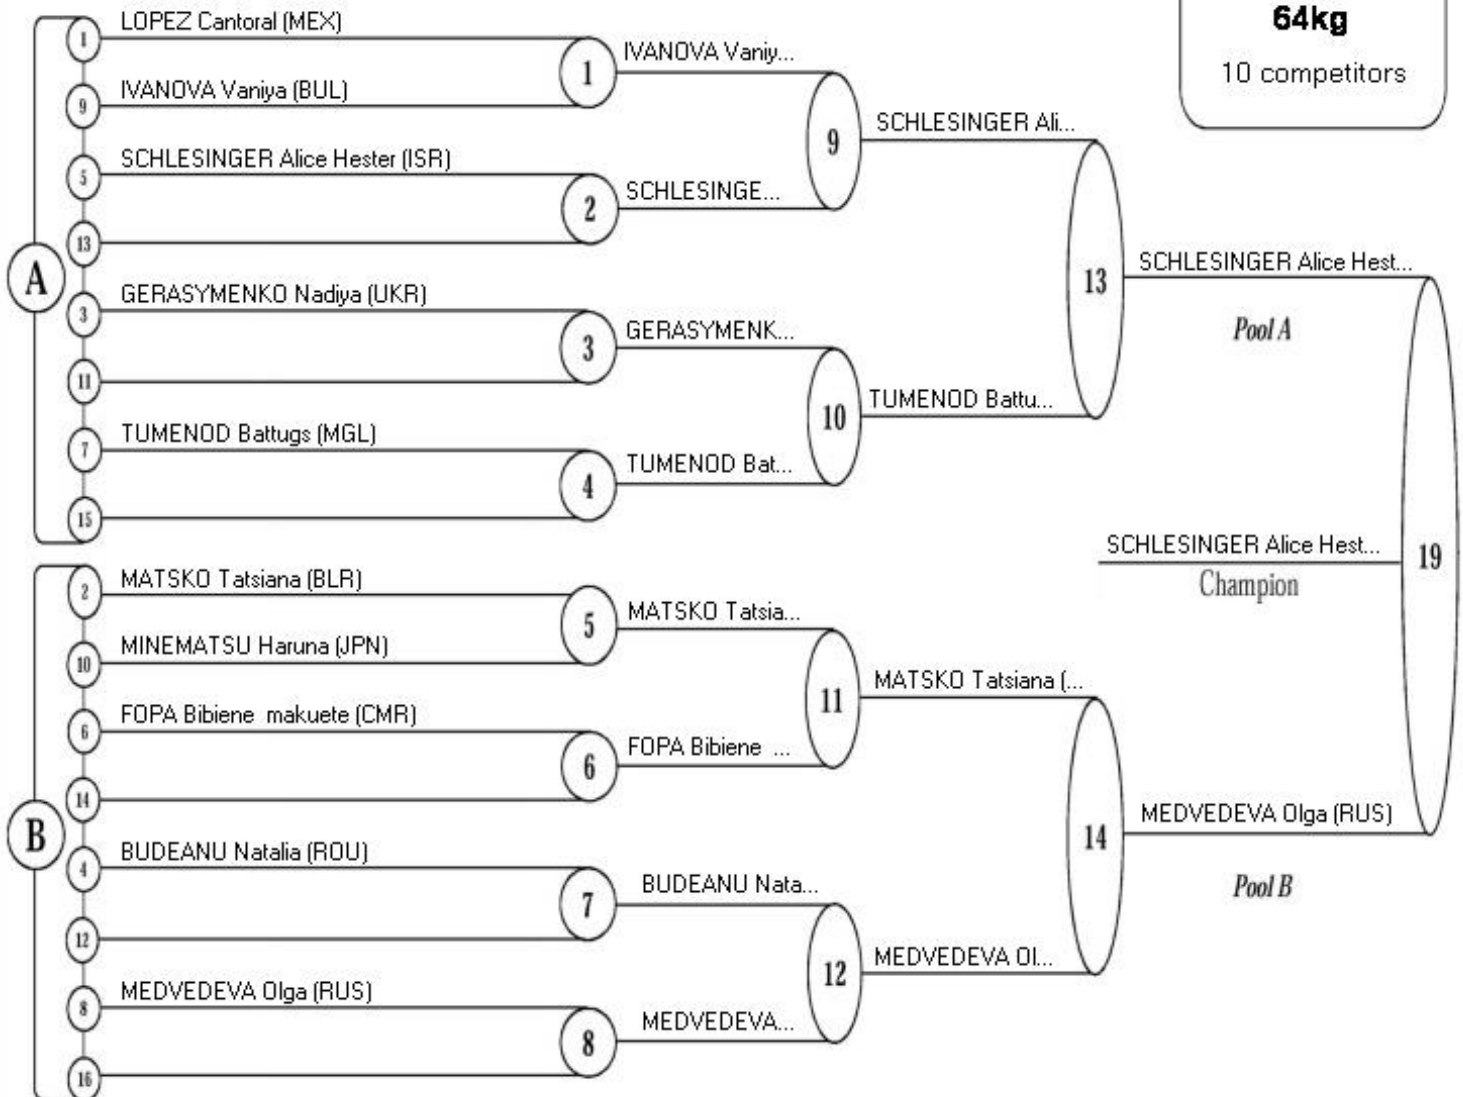 64kg
10 competitors
A
1
LOPEZ Cantoral (MEX)
9
IVANOVA Vaniya (BUL)
1
IVANOVA Vaniy...
5
SCHLESINGER Alice Hester (ISR)
13
2
SCHLESINGE...
9
SCHLESINGER Ali...
3
GERASYMENKO Nadiya (UKR)
11
3
GERASYMENK...
7
TUMENOD Battugs (MGL)
15
4
TUMENOD Bat...
10
TUMENOD Battu...
13
SCHLESINGER Alice Hest...
Pool A
B
2
MATSKO Tatsiana (BLR)
10
MINEMATSU Haruna (JPN)
5
MATSKO Tatsia...
6
FOPA Bibiene makuete (CMR)
14
6
FOPA Bibiene ...
11
MATSKO Tatsiana (...
4
BUDEANU Natalia (ROU)
12
7
BUDEANU Nata...
8
MEDVEDEVA Olga (RUS)
16
8
MEDVEDEVA...
12
MEDVEDEVA Ol...
14
MEDVEDEVA Olga (RUS)
Pool B
19
SCHLESINGER Alice Hest...
Champion